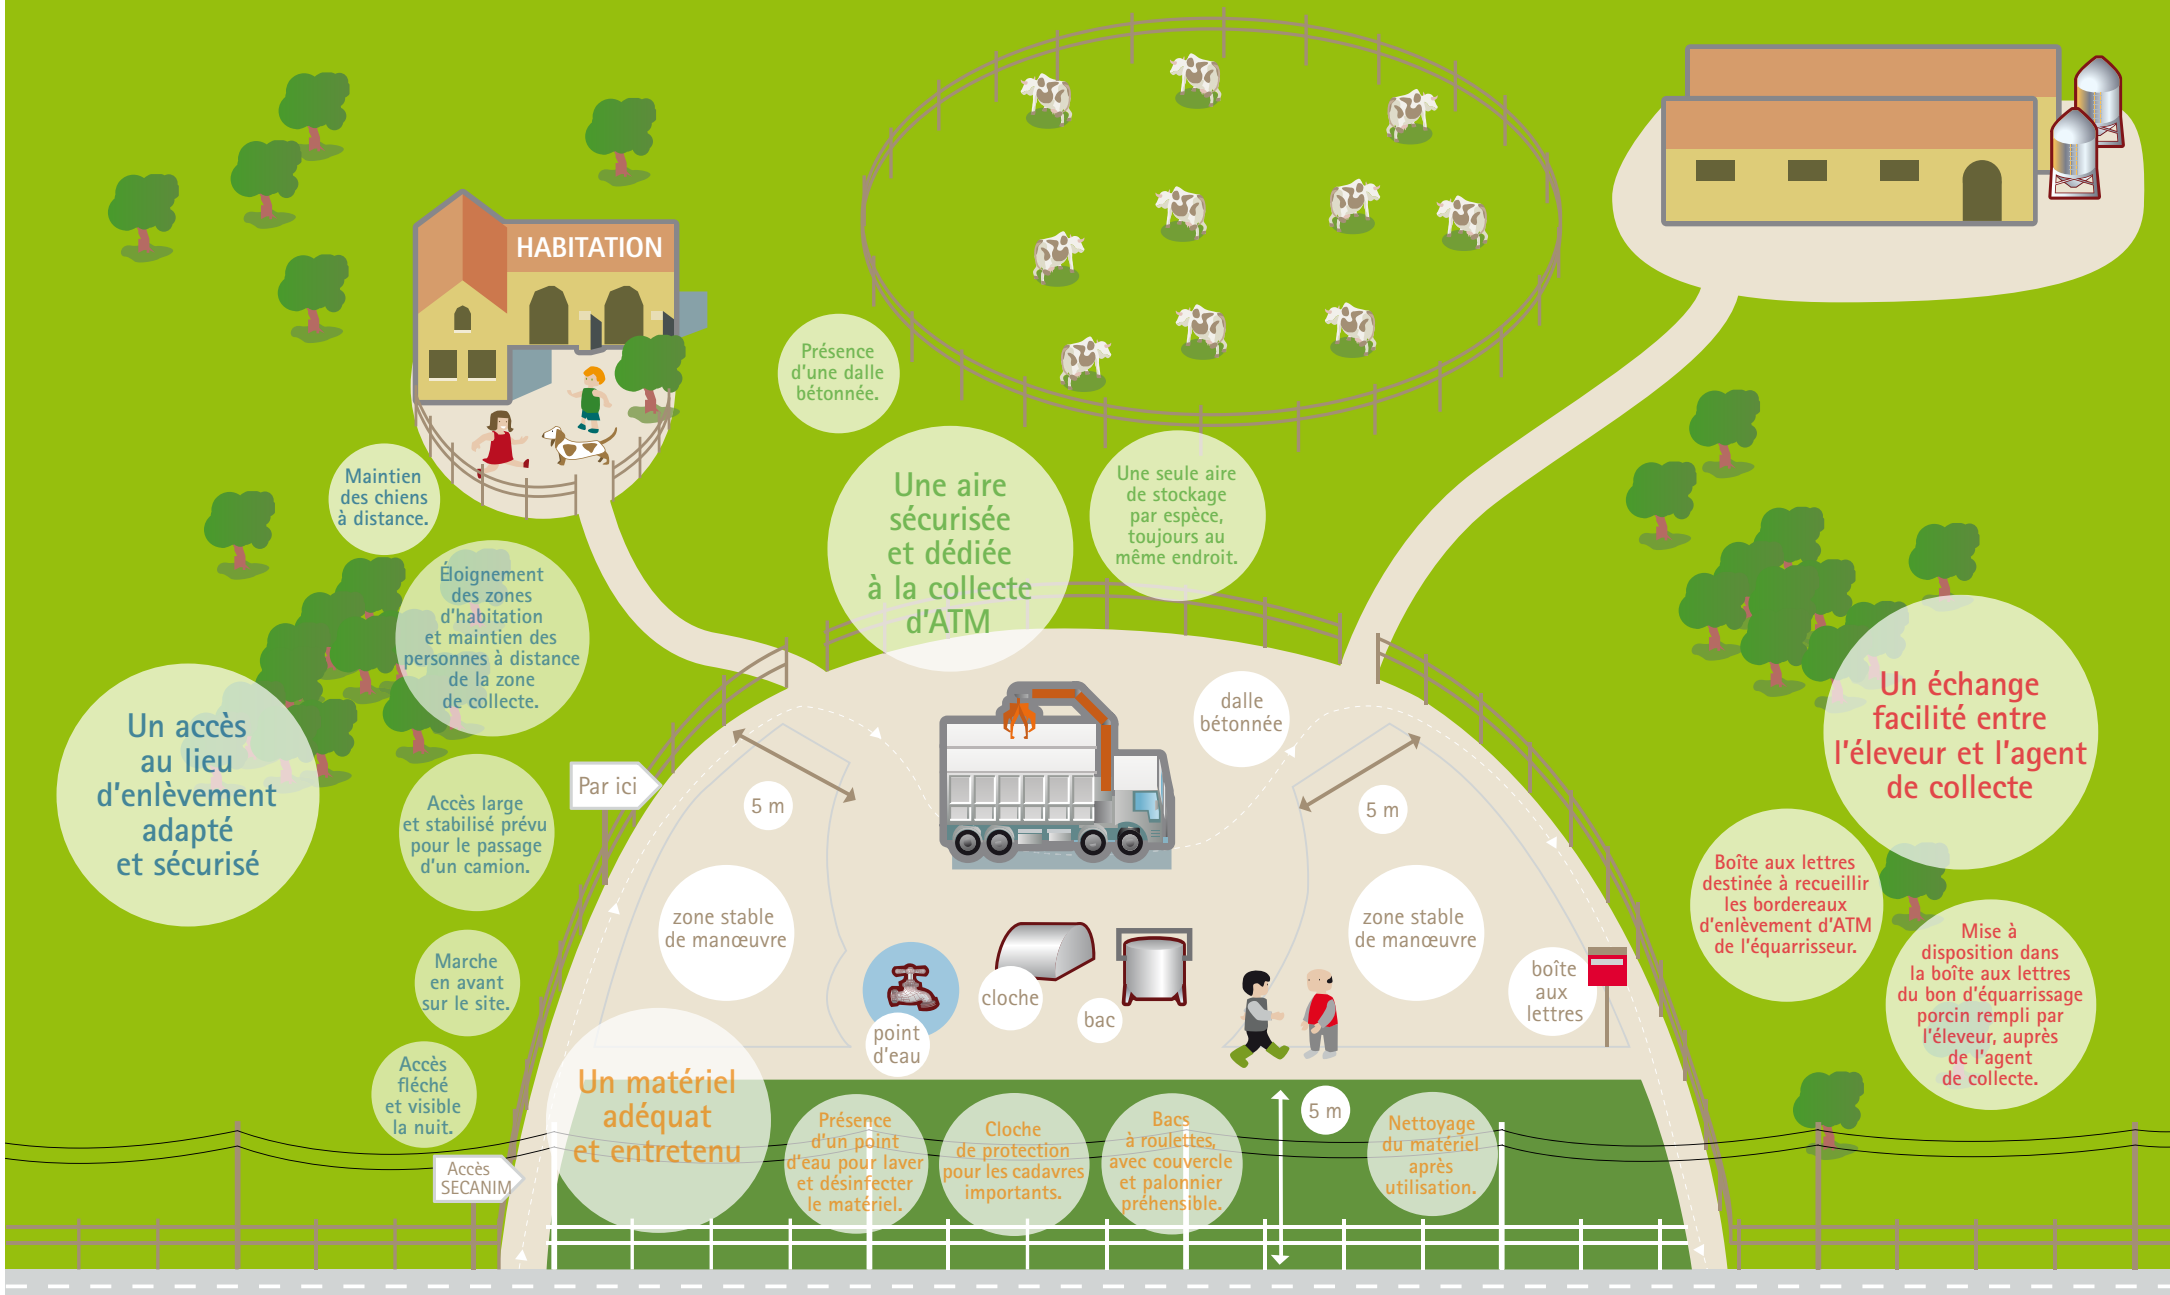 HABITATION
Présence
d'une dalle
bétonnée.
Maintien
des chiens
à distance.
Une aire
sécurisée
et dédiée
à la collecte
d'ATM
Une seule aire
de stockage
par espèce,
toujours au
même endroit.
Éloignement
des zones
d'habitation
et maintien des
personnes à distance
de la zone
de collecte.
Un accès
au lieu
d'enlèvement
adapté
et sécurisé
Accès large
et stabilisé prévu
pour le passage
d'un camion.
Marche
en avant
sur le site.
Accès
fléché
et visible
la nuit.
Accès
SECANIM
Par ici
5 m
dalle
bétonnée
5 m
zone stable
de manœuvre
zone stable
de manœuvre
point
d'eau
cloche
bac
boîte
aux
lettres
Un échange
facilité entre
l'éleveur et l'agent
de collecte
Boîte aux lettres
destinée à recueillir
les bordereaux
d'enlèvement d'ATM
de l'équarrisseur.
Mise à
disposition dans
la boîte aux lettres
du bon d'équarrissage
porcin rempli par
l'éleveur, auprès
de l'agent
de collecte.
Un matériel
adéquat
et entretenu
Présence
d'un point
d'eau pour laver
et désinfecter
le matériel.
Cloche
de protection
pour les cadavres
importants.
Bacs
à roulettes,
avec couvercle
et palonnier
préhensible.
5 m
Nettoyage
du matériel
après
utilisation.